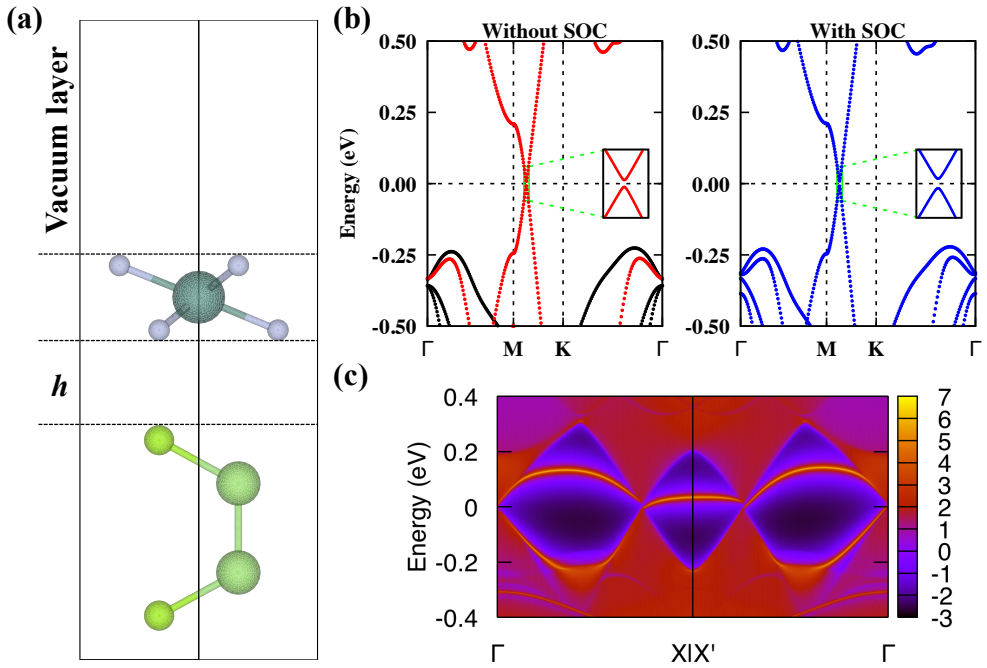 (a)
Vacuum layer
h
(b)
Without SOC
With SOC
Energy (eV)
0.50
0.25
0.00
-0.25
-0.50
Γ M K Γ
0.50
0.25
0.00
-0.25
-0.50
Γ M K Γ
(c)
Energy (eV)
0.4
0.2
0
-0.2
-0.4
Γ X|X' Γ
7
6
5
4
3
2
1
0
-1
-2
-3